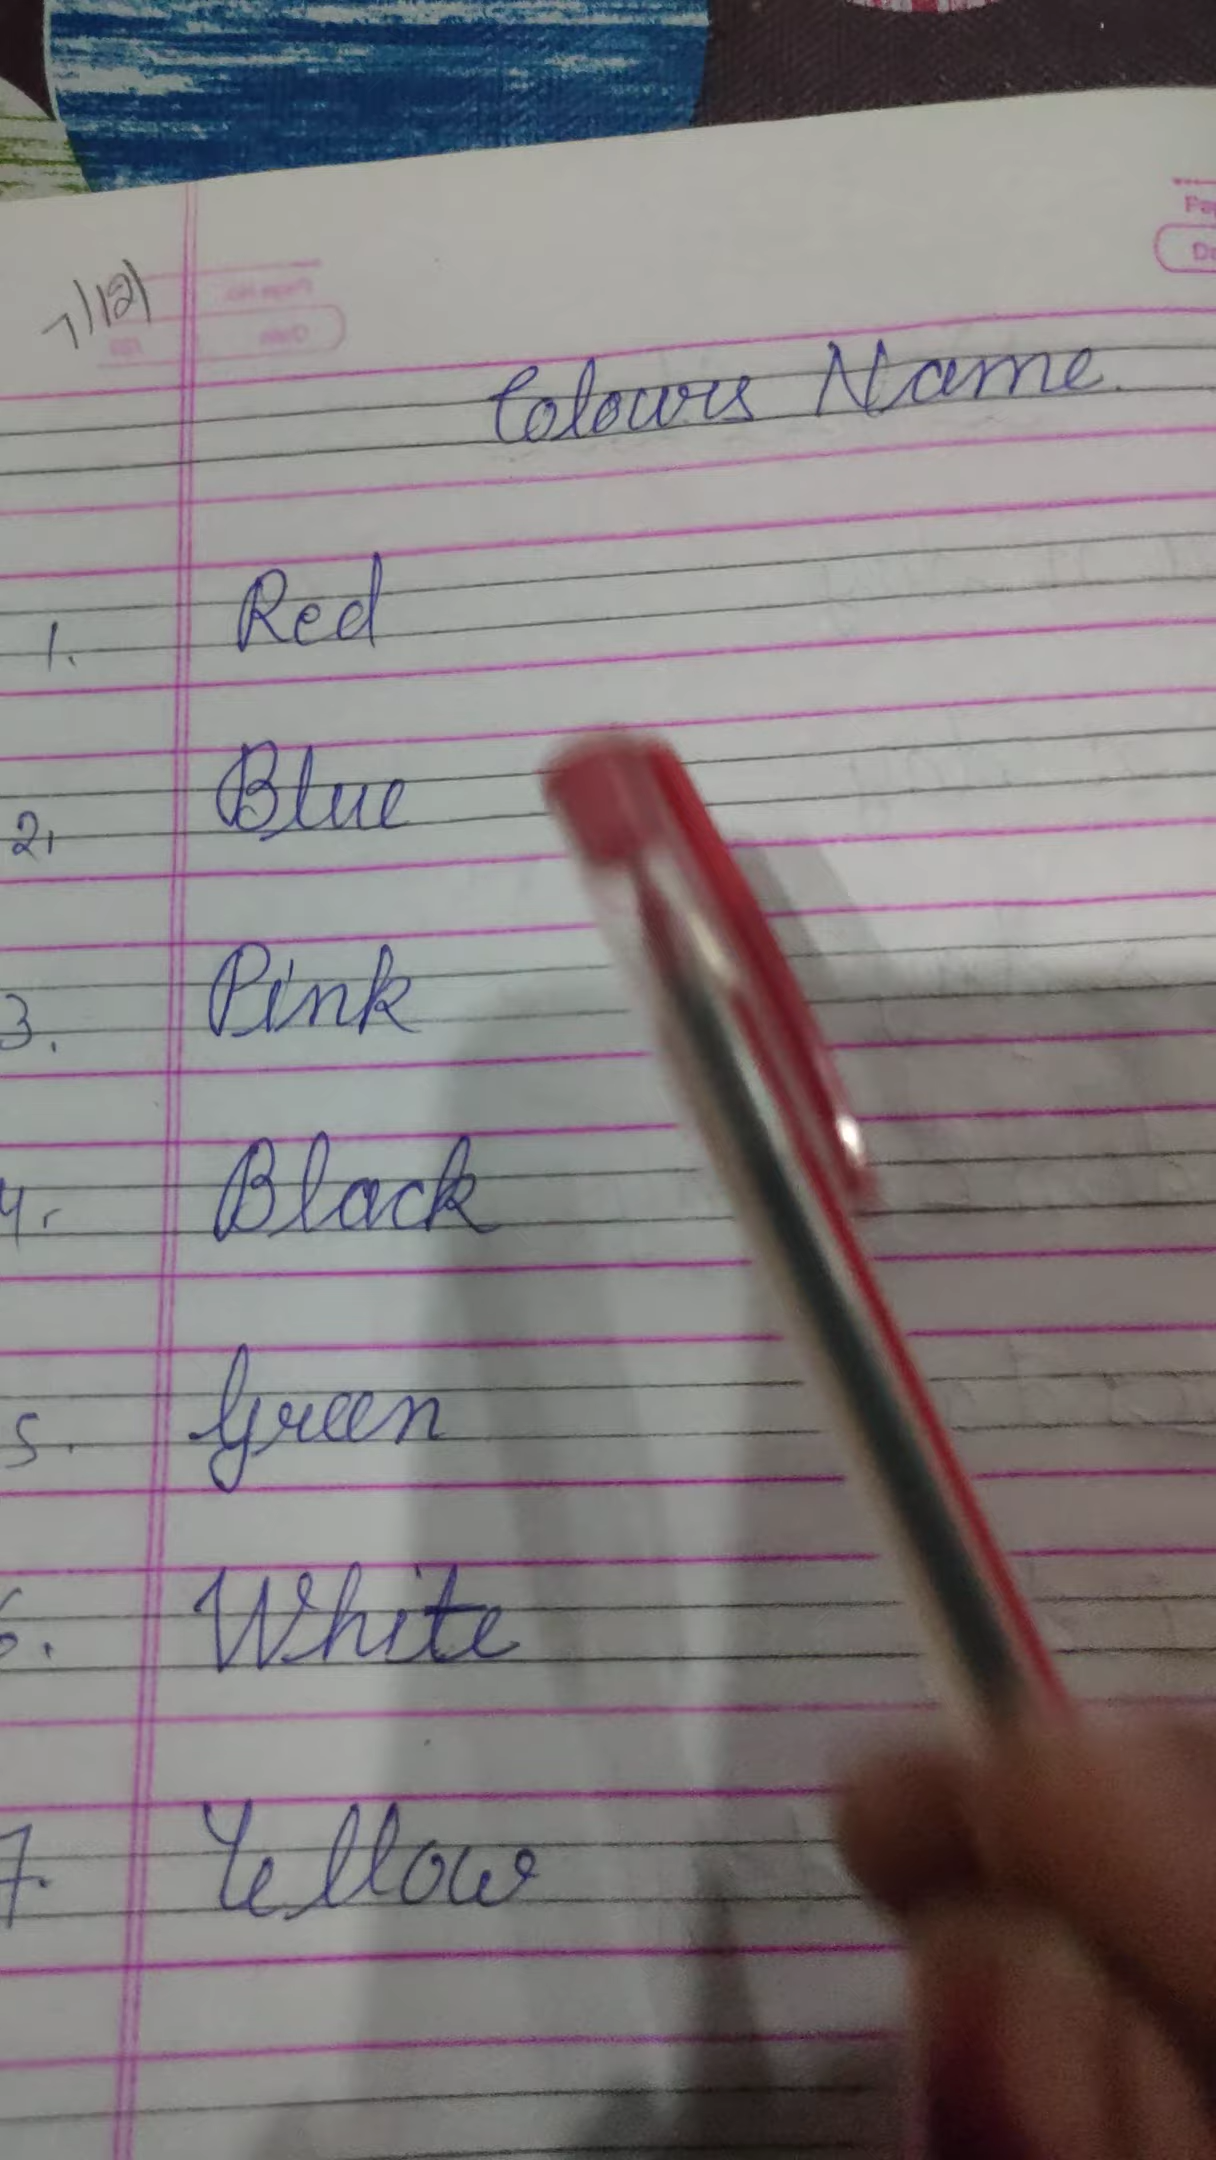 7/12/
Colours Name.
1. Red
2. Blue
3. Pink
4. Black
5. Green
6. White
7. Yellow